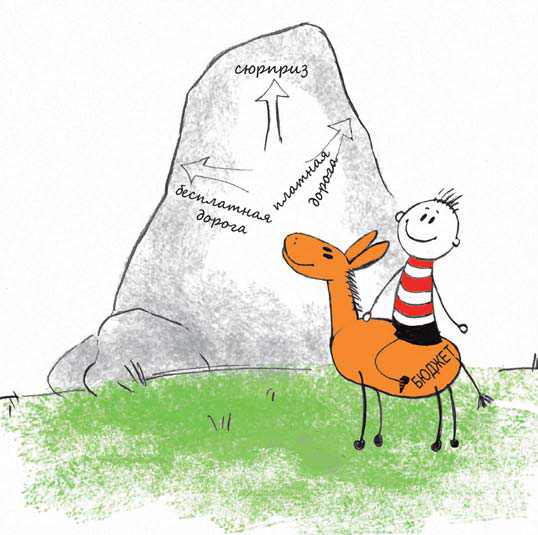 сюрприз
бесплатная
дорога
платная
дорога
БЮДЖЕТ